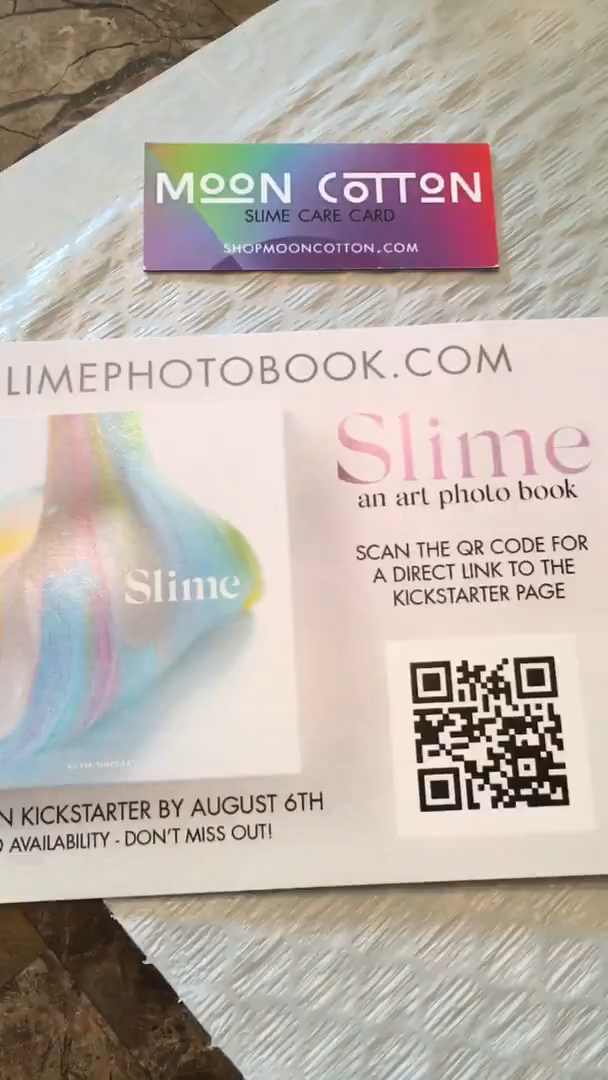 MOON COTTON
SLIME CARE CARD
SHOPMOONCOTTON.COM
LIMEPHOTOBOOK.COM
Slime
an art photo book
SCAN THE QR CODE FOR
A DIRECT LINK TO THE
KICKSTARTER PAGE
Slime
N KICKSTARTER BY AUGUST 6TH
AVAILABILITY - DON'T MISS OUT!